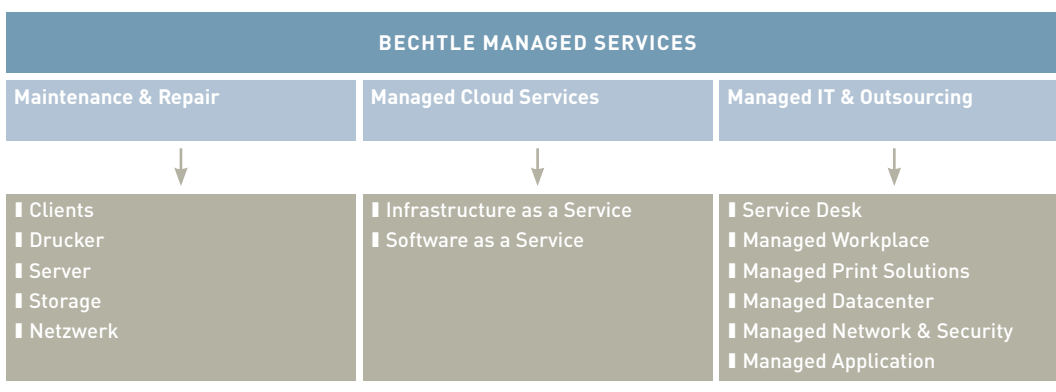 BECHTLE MANAGED SERVICES
Maintenance & Repair
Managed Cloud Services
Managed IT & Outsourcing
Clients
Drucker
Server
Storage
Netzwerk
Infrastructure as a Service
Software as a Service
Service Desk
Managed Workplace
Managed Print Solutions
Managed Datacenter
Managed Network & Security
Managed Application